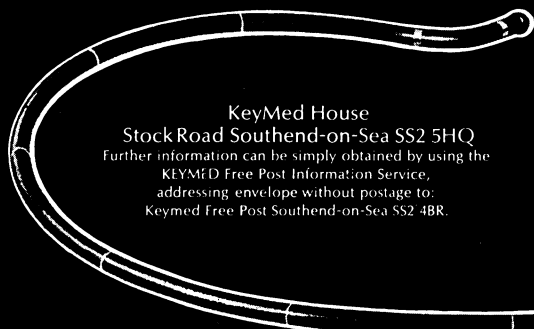 KeyMed House
Stock Road Southend-on-Sea SS2 5HQ
Further information can be simply obtained by using the
KEYMED Free Post Information Service,
addressing envelope without postage to:
Keymed Free Post Southend-on-Sea SS2 4BR.